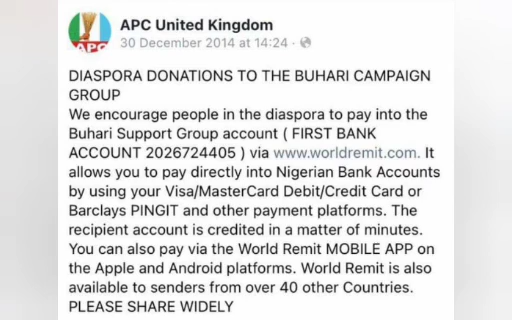 APC
APC United Kingdom
30 December 2014 at 14:24 ·
DIASPORA DONATIONS TO THE BUHARI CAMPAIGN
GROUP
We encourage people in the diaspora to pay into the
Buhari Support Group account ( FIRST BANK
ACCOUNT 2026724405 ) via www.worldremit.com. It
allows you to pay directly into Nigerian Bank Accounts
by using your Visa/MasterCard Debit/Credit Card or
Barclays PINGIT and other payment platforms. The
recipient account is credited in a matter of minutes.
You can also pay via the World Remit MOBILE APP on
the Apple and Android platforms. World Remit is also
available to senders from over 40 other Countries.
PLEASE SHARE WIDELY